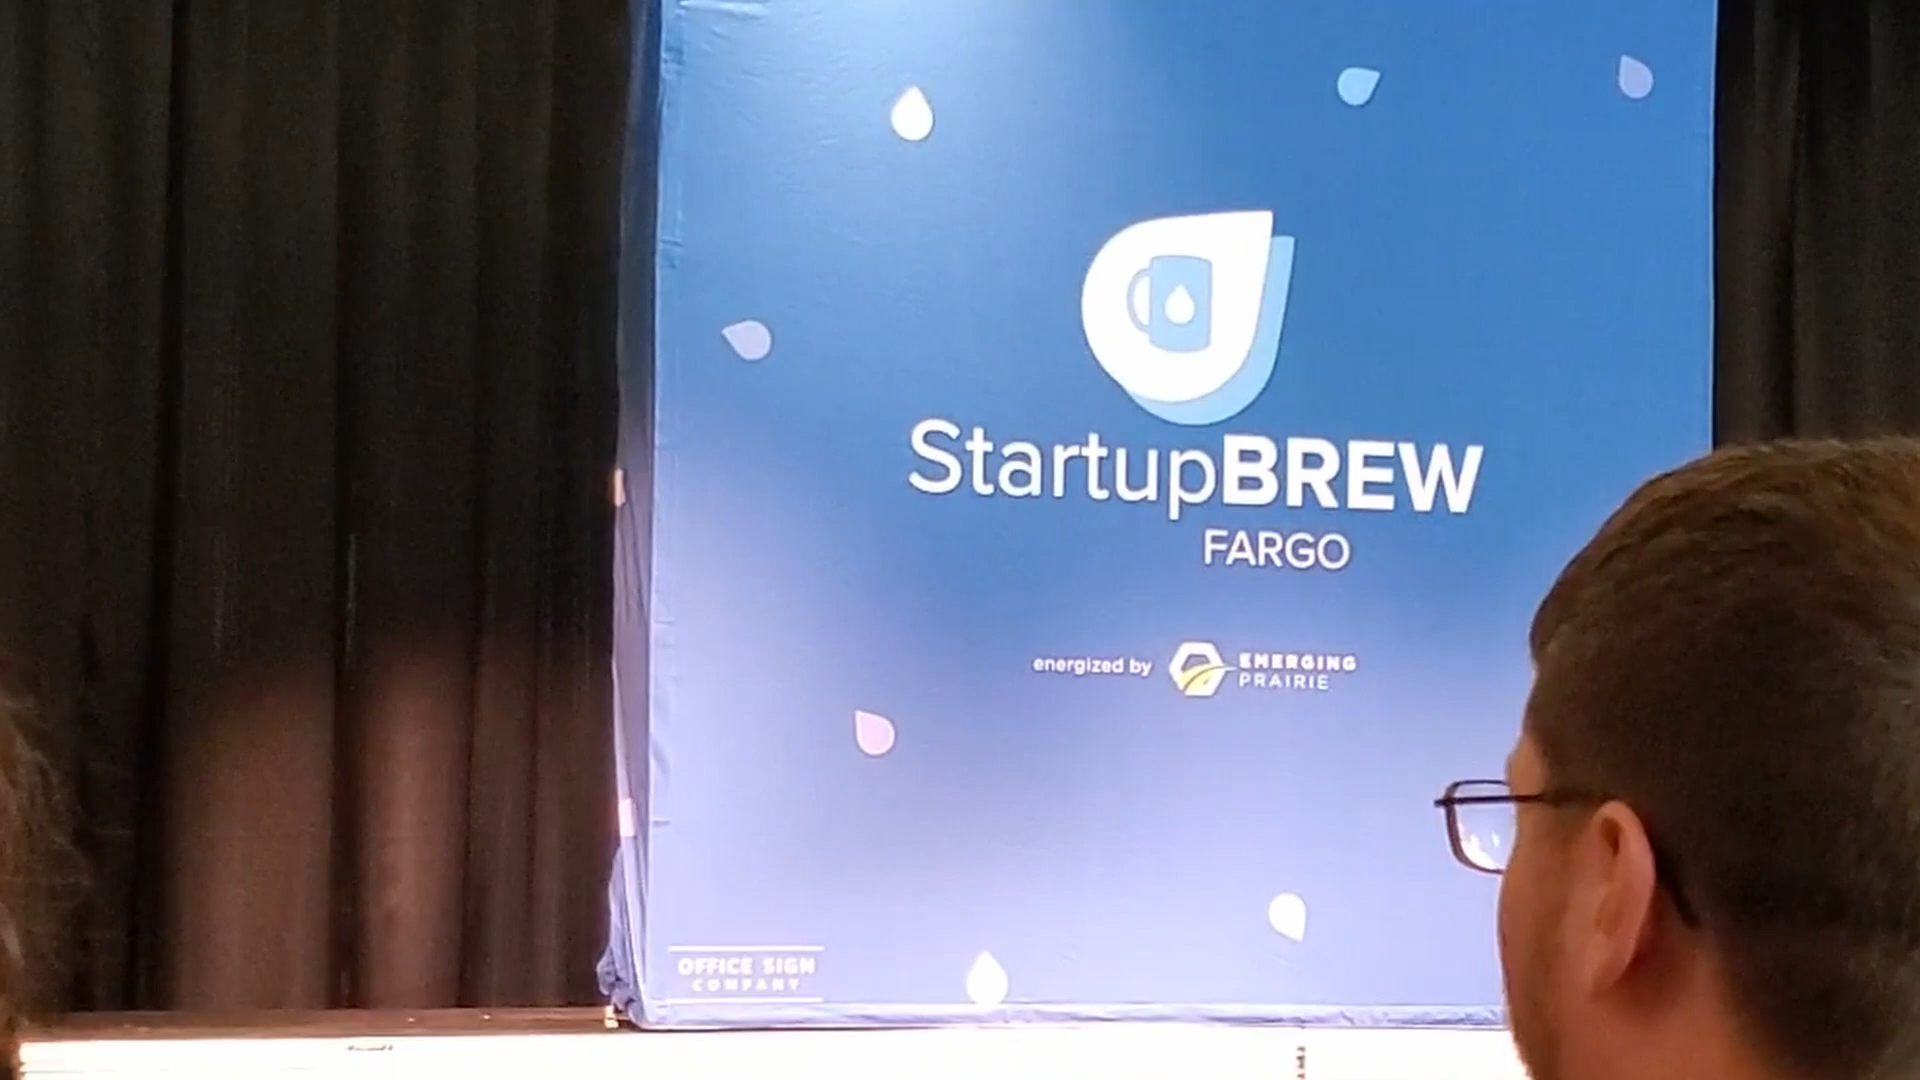 StartupBREW
FARGO
energized by
EMERGING
PRAIRIE
OFFICE SIGN
COMPANY